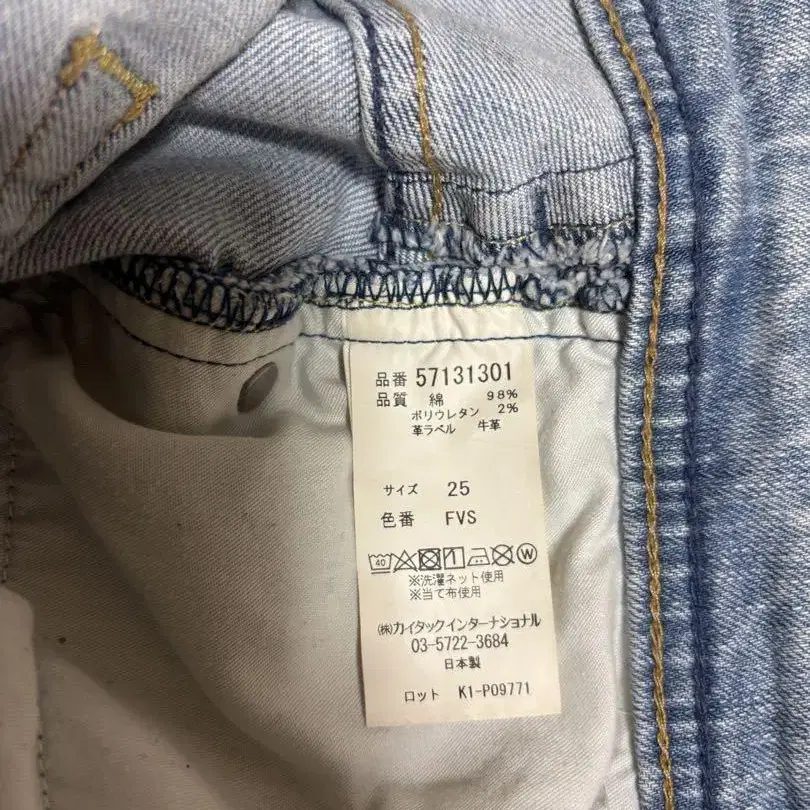 品番 57131301
品質 綿 98%
ポリウレタン 2%
革ラベル 牛革
サイズ 25
色番 FVS
40 W
※洗濯ネット使用
※当て布使用
㈱カイタックインターナショナル
03-5722-3684
日本製
ロット K1-P09771